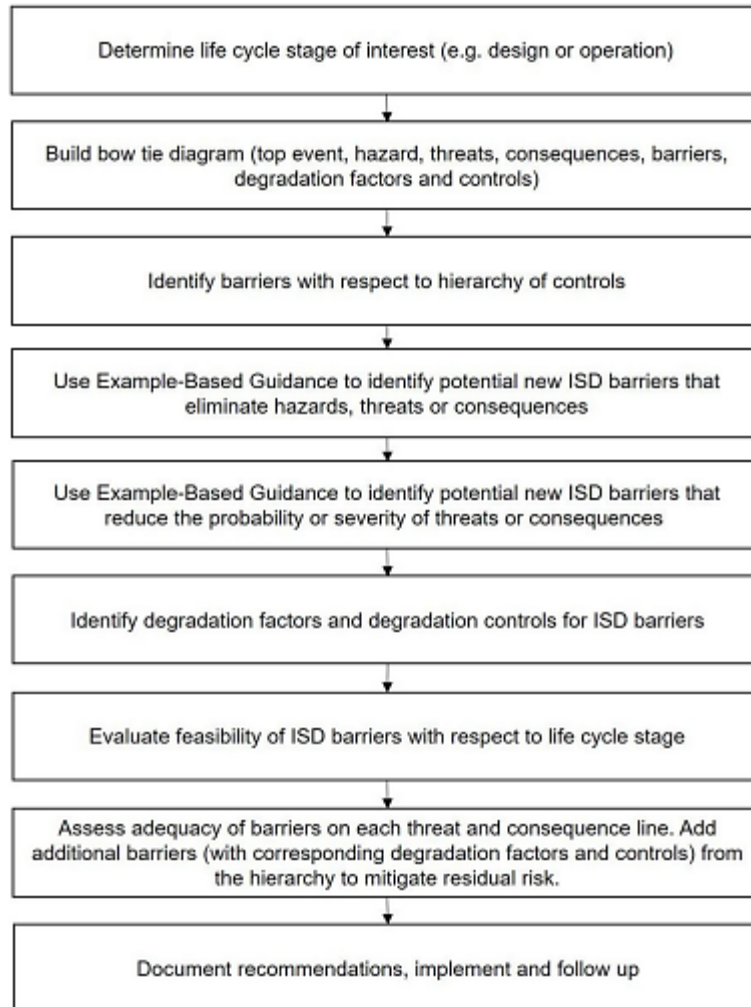 Determine life cycle stage of interest (e.g. design or operation)
Build bow tie diagram (top event, hazard, threats, consequences, barriers,
degradation factors and controls)
Identify barriers with respect to hierarchy of controls
Use Example-Based Guidance to identify potential new ISD barriers that
eliminate hazards, threats or consequences
Use Example-Based Guidance to identify potential new ISD barriers that
reduce the probability or severity of threats or consequences
Identify degradation factors and degradation controls for ISD barriers
Evaluate feasibility of ISD barriers with respect to life cycle stage
Assess adequacy of barriers on each threat and consequence line. Add
additional barriers (with corresponding degradation factors and controls) from
the hierarchy to mitigate residual risk.
Document recommendations, implement and follow up